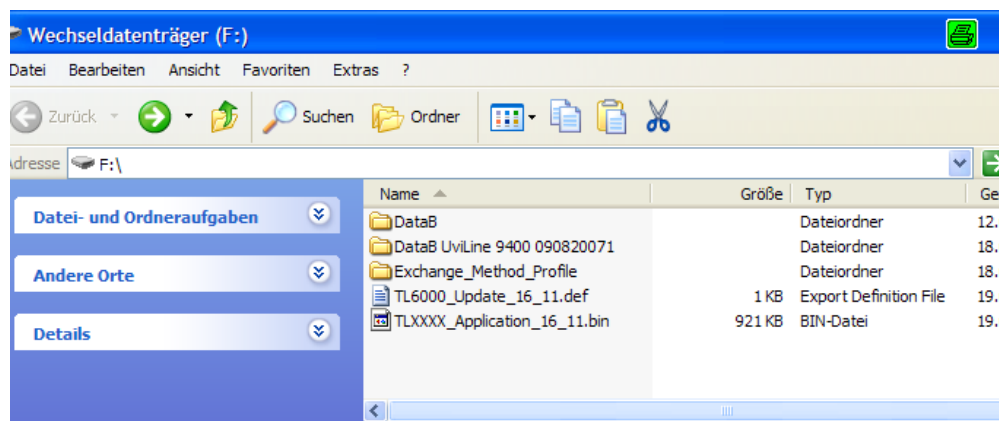 Wechseldatenträger (F:)
Datei Bearbeiten Ansicht Favoriten Extras ?
Zurück Suchen Ordner
Adresse F:\
Name Größe Typ Ge
Datei- und Ordneraufgaben
Andere Orte
Details
DataB Dateiordner 12.
DataB UviLine 9400 090820071 Dateiordner 18.
Exchange_Method_Profile Dateiordner 18.
TL6000_Update_16_11.def 1 KB Export Definition File 19.
TLXXXX_Application_16_11.bin 921 KB BIN-Datei 19.